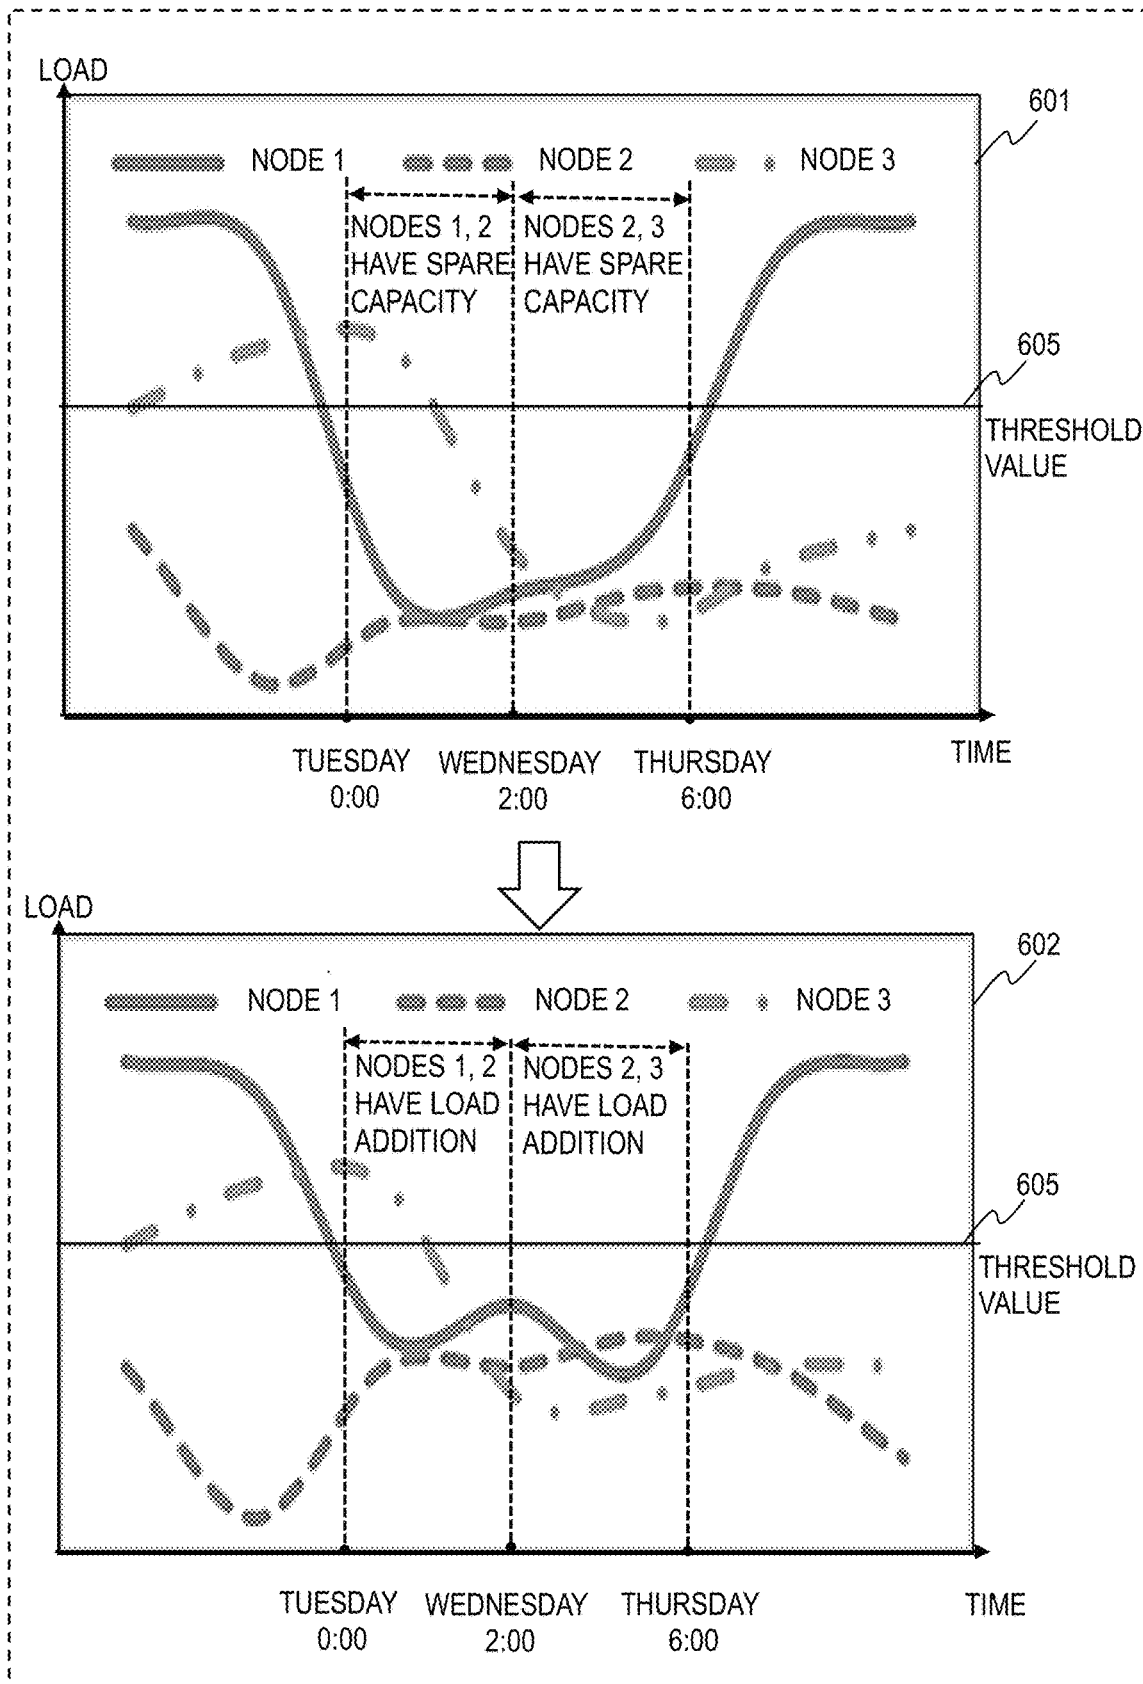 LOAD
601
NODE 1
NODE 2
NODE 3
NODES 1, 2
HAVE SPARE
CAPACITY
NODES 2, 3
HAVE SPARE
CAPACITY
605
THRESHOLD
VALUE
TUESDAY
0:00
WEDNESDAY
2:00
THURSDAY
6:00
TIME
LOAD
602
NODE 1
NODE 2
NODE 3
NODES 1, 2
HAVE LOAD
ADDITION
NODES 2, 3
HAVE LOAD
ADDITION
605
THRESHOLD
VALUE
TUESDAY
0:00
WEDNESDAY
2:00
THURSDAY
6:00
TIME